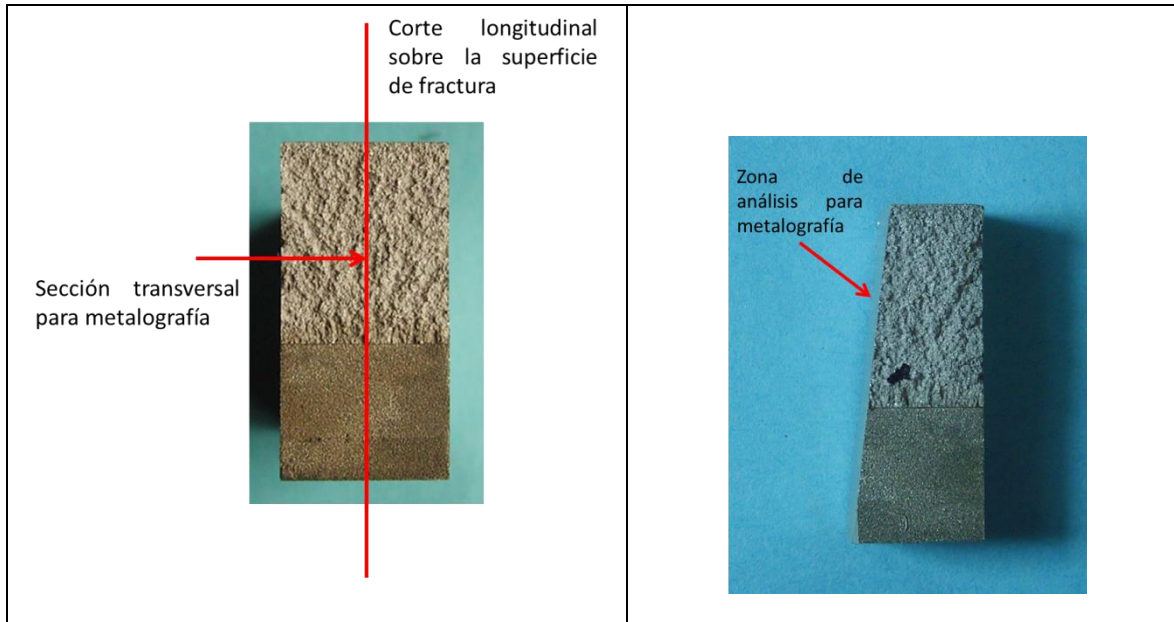 Corte longitudinal
sobre la superficie
de fractura
Sección transversal
para metalografía
Zona de
análisis para
metalografía